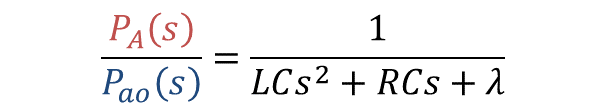 P_A(s) / P_ao(s) = 1 / (LCs² + RCs + λ)